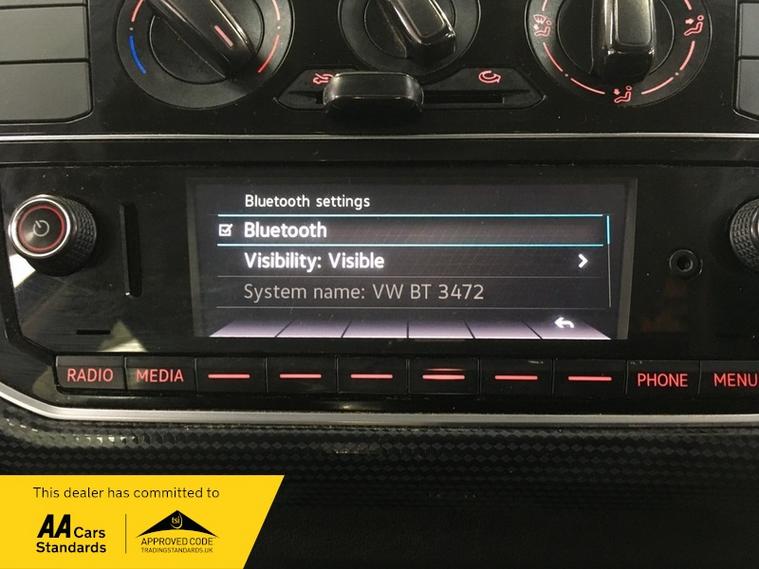 Bluetooth settings
Bluetooth
Visibility: Visible
System name: VW BT 3472
RADIO MEDIA PHONE MENU
This dealer has committed to
AA Cars
Standards
tsi
APPROVED CODE
TRADINGSTANDARDS.UK